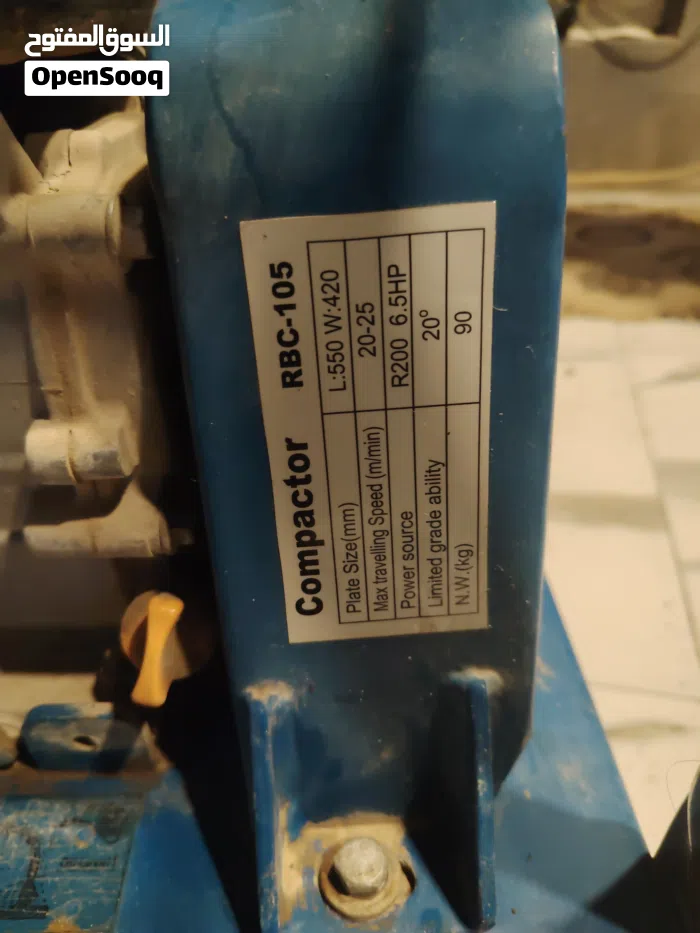 السوق المفتوح
OpenSooq
Compactor RBC-105
Plate Size(mm) L:550 W:420
Max travelling Speed (m/min) 20-25
Power source R200 6.5HP
Limited grade ability 20°
N.W.(kg) 90